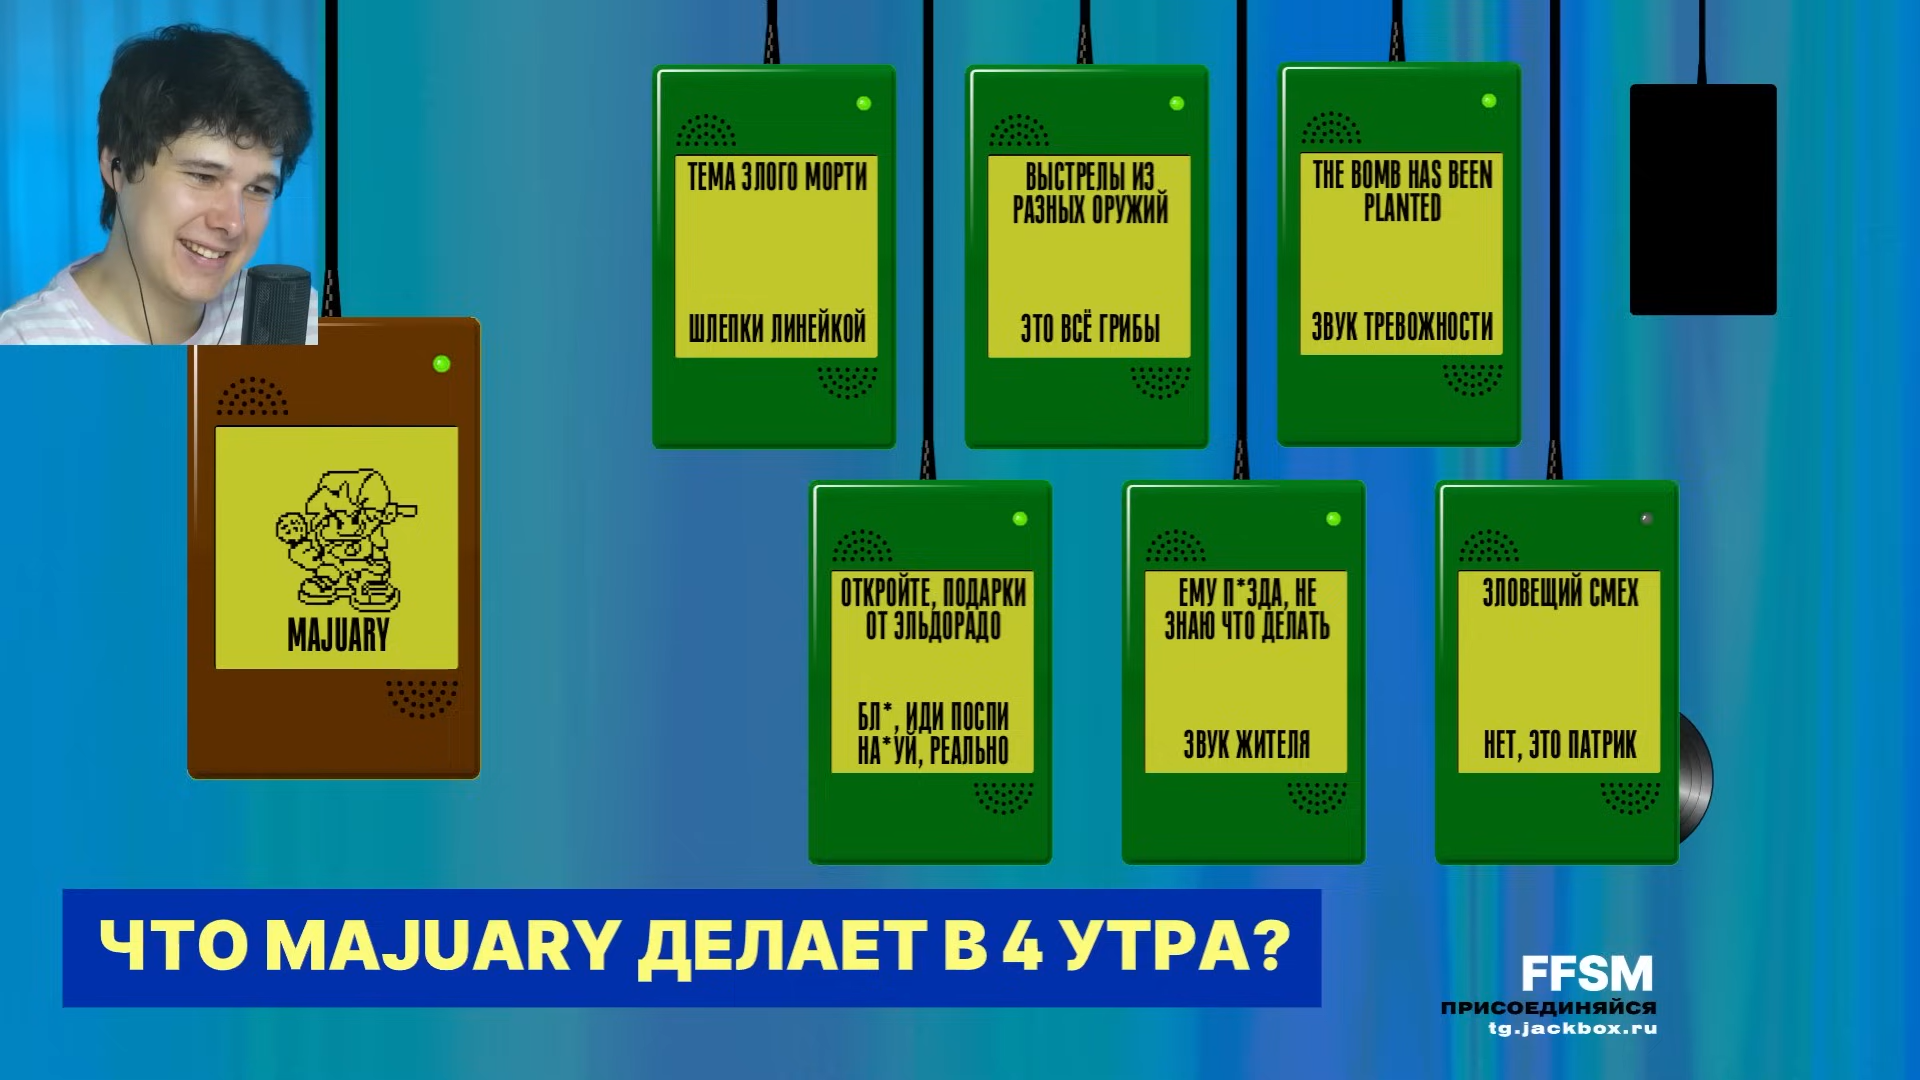 ТЕМА ЗЛОГО МОРТИ
ШЛЕПКИ ЛИНЕЙКОЙ
ВЫСТРЕЛЫ ИЗ
РАЗНЫХ ОРУЖИЙ
ЭТО ВСЁ ГРИБЫ
THE BOMB HAS BEEN
PLANTED
ЗВУК ТРЕВОЖНОСТИ
MAJUARY
ОТКРОЙТЕ, ПОДАРКИ
ОТ ЭЛЬДОРАДО
БЛ*, ИДИ ПОСПИ
НА*УЙ, РЕАЛЬНО
ЕМУ П*ЗДА, НЕ
ЗНАЮ ЧТО ДЕЛАТЬ
ЗВУК ЖИТЕЛЯ
ЗЛОВЕЩИЙ СМЕХ
НЕТ, ЭТО ПАТРИК
ЧТО MAJUARY ДЕЛАЕТ В 4 УТРА?
FFSM
ПРИСОЕДИНЯЙСЯ
tg.jackbox.ru